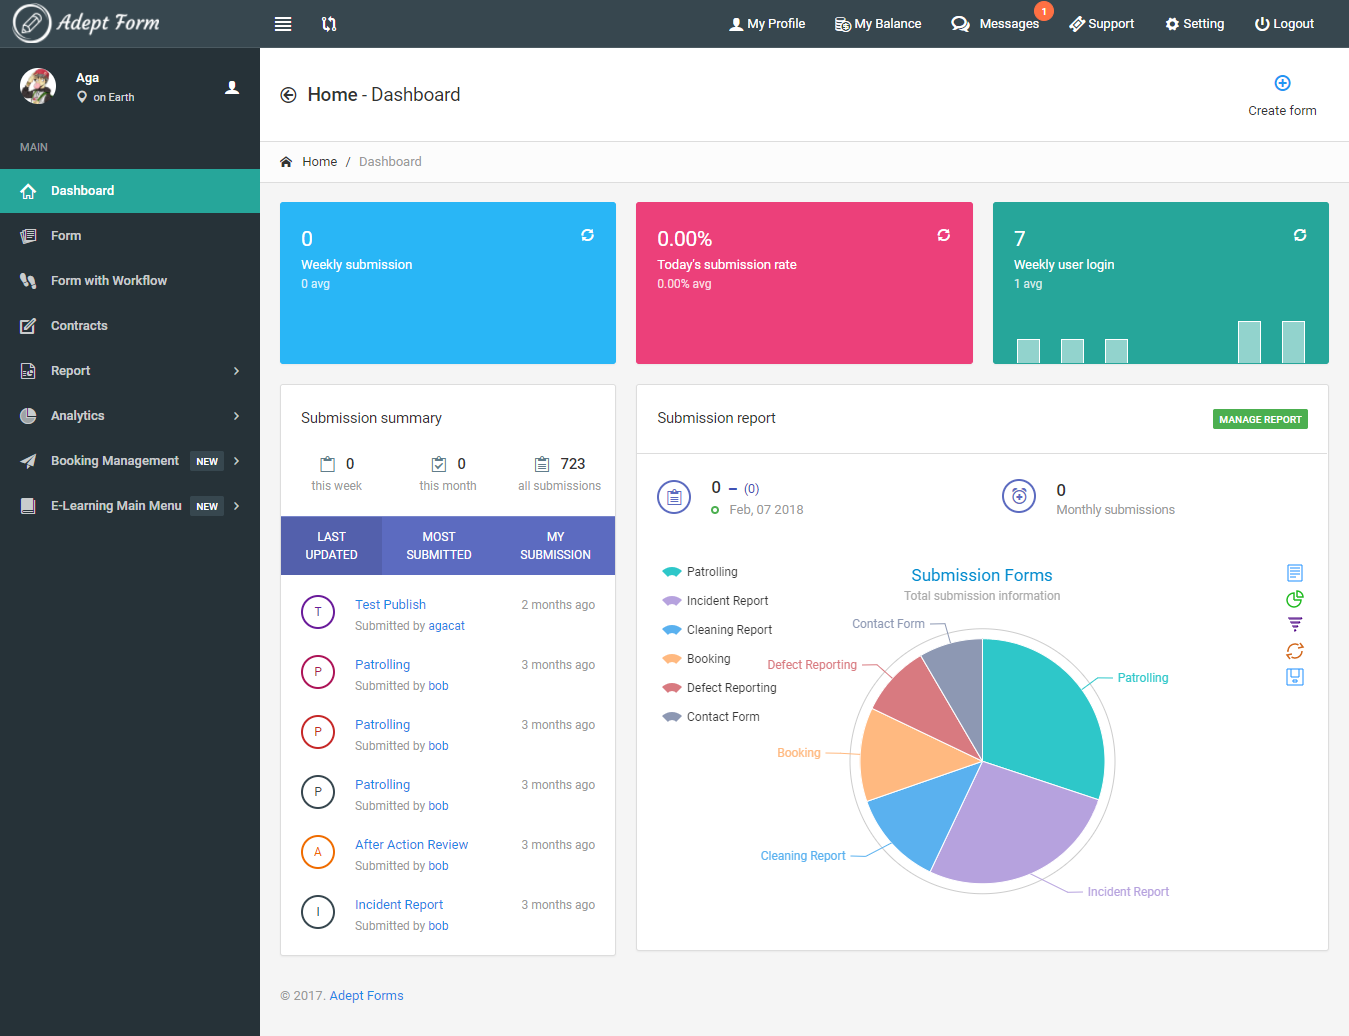 Adept Form
My Profile
My Balance
Messages
1
Support
Setting
Logout
Aga
on Earth
MAIN
Dashboard
Form
Form with Workflow
Contracts
Report
Analytics
Booking Management NEW
E-Learning Main Menu NEW
Home - Dashboard
Create form
Home / Dashboard
0
Weekly submission
0 avg
0.00%
Today's submission rate
0.00% avg
7
Weekly user login
1 avg
Submission summary
0
this week
0
this month
723
all submissions
LAST
UPDATED
MOST
SUBMITTED
MY
SUBMISSION
T
Test Publish
2 months ago
Submitted by agacat
P
Patrolling
3 months ago
Submitted by bob
P
Patrolling
3 months ago
Submitted by bob
P
Patrolling
3 months ago
Submitted by bob
A
After Action Review
3 months ago
Submitted by bob
I
Incident Report
3 months ago
Submitted by bob
Submission report
MANAGE REPORT
0 – (0)
Feb, 07 2018
0
Monthly submissions
Patrolling
Incident Report
Cleaning Report
Booking
Defect Reporting
Contact Form
Submission Forms
Total submission information
Contact Form
Defect Reporting
Patrolling
Booking
Cleaning Report
Incident Report
© 2017. Adept Forms